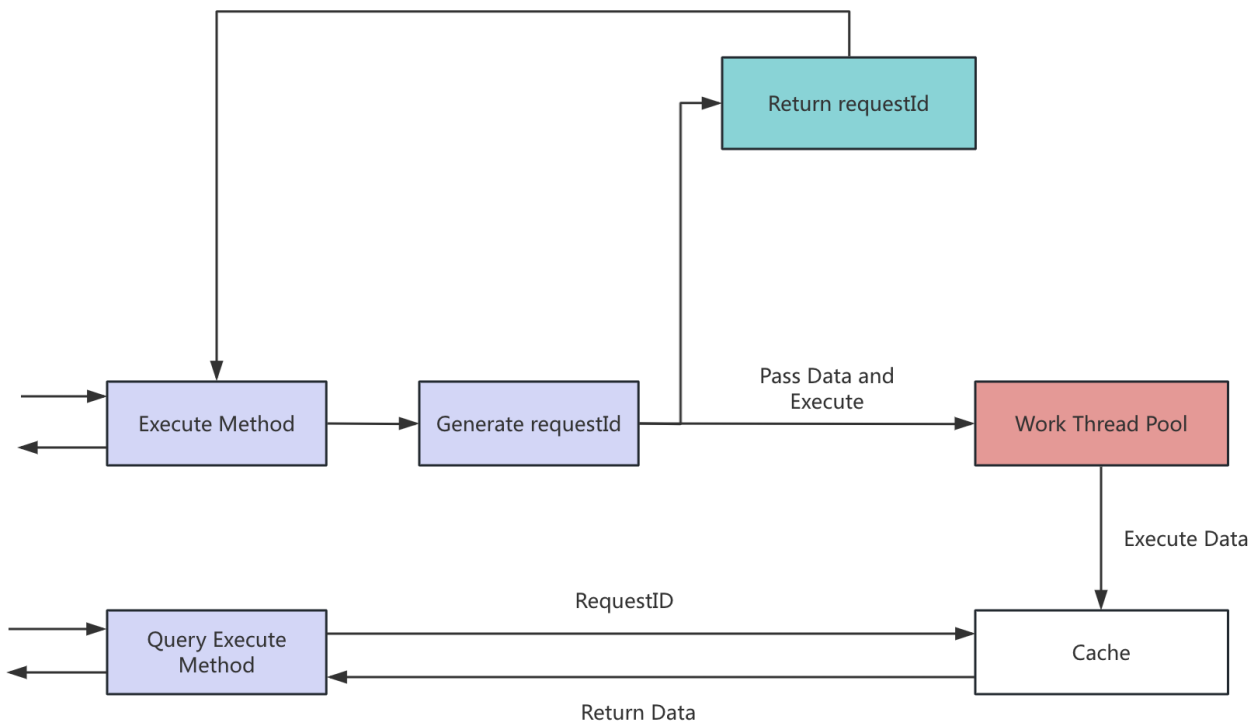 Return requestId
Execute Method
Generate requestId
Pass Data and
Execute
Work Thread Pool
Execute Data
RequestID
Query Execute
Method
Cache
Return Data